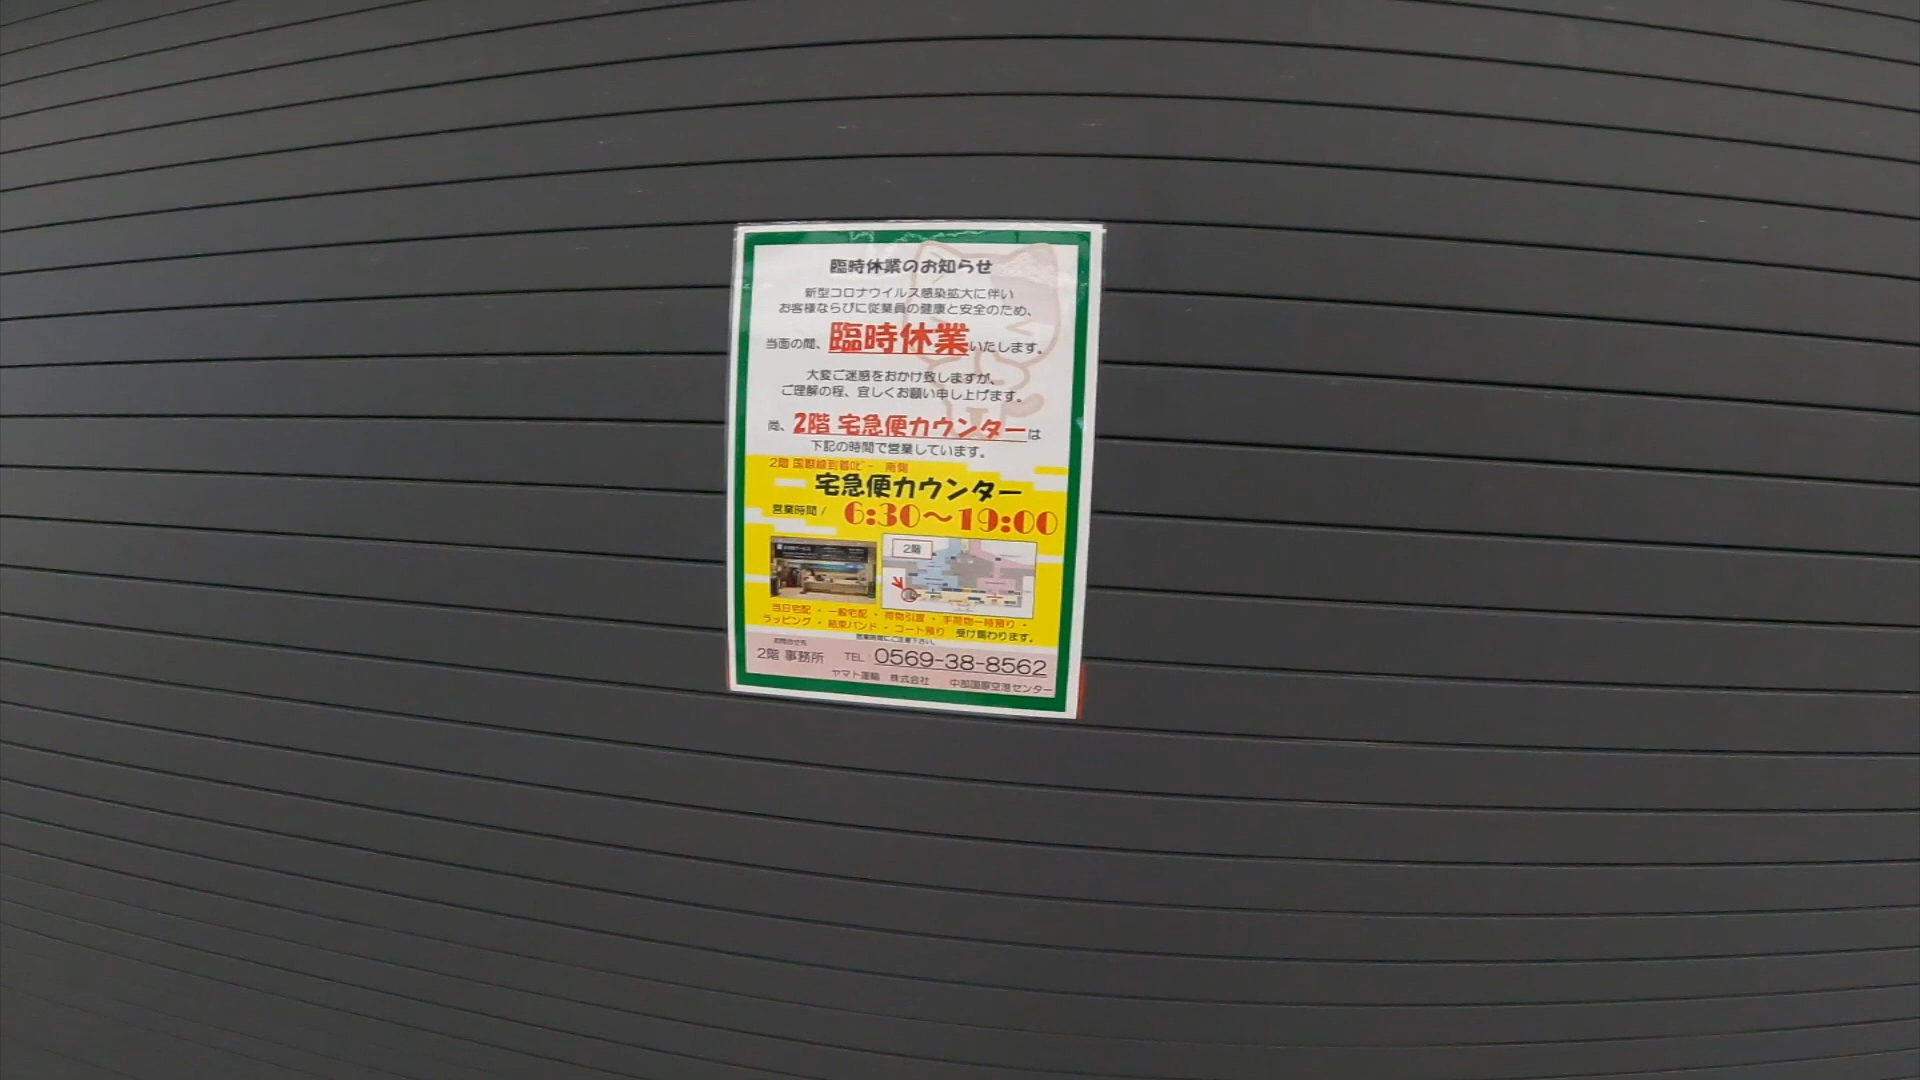 臨時休業のお知らせ
新型コロナウイルス感染拡大に伴い
お客様ならびに従業員の健康と安全のため、
当面の間、臨時休業いたします。
大変ご迷惑をおかけ致しますが、
ご理解の程、宜しくお願い申し上げます。
尚、2階 宅急便カウンターは
下記の時間で営業しています。
2階 国際線到着ロビー 南側
宅急便カウンター
営業時間/ 6:30～19:00
2階
当日宅配・一般宅配・荷物引渡・手荷物一時預り・
ラッピング・結束バンド・コート預り 受け賜わります。
営業時間にご注意下さい。
お問合せ先
2階 事務所 TEL 0569-38-8562
ヤマト運輸 株式会社 中部国際空港センター